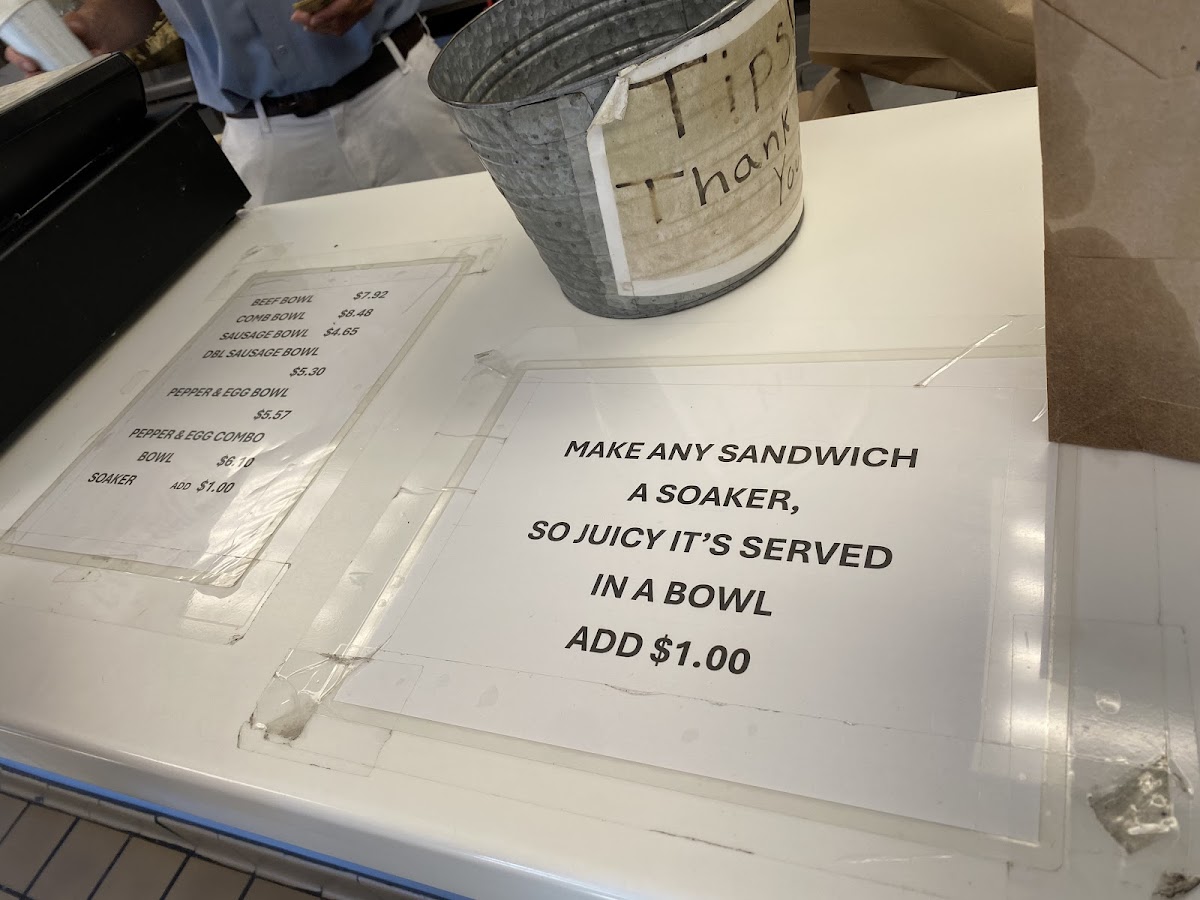 Tips!
Thank
You
BEEF BOWL $7.92
COMB BOWL $8.48
SAUSAGE BOWL $4.65
DBL SAUSAGE BOWL
$5.30
PEPPER & EGG BOWL
$5.57
PEPPER & EGG COMBO
BOWL $6.10
SOAKER ADD $1.00
MAKE ANY SANDWICH
A SOAKER,
SO JUICY IT'S SERVED
IN A BOWL
ADD $1.00